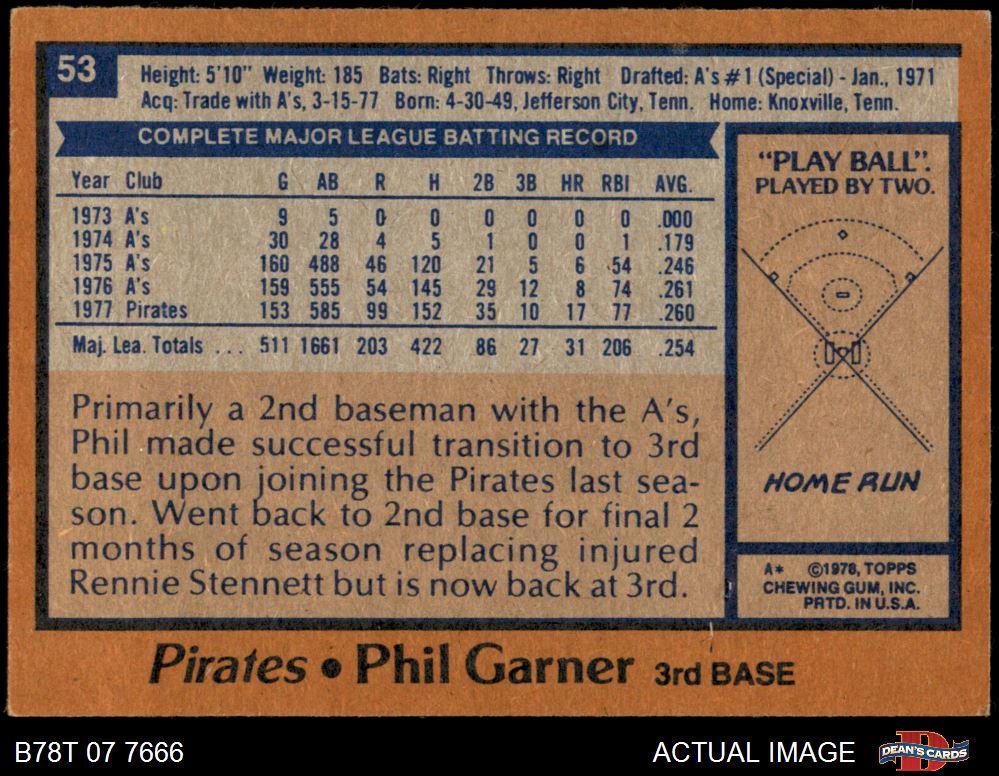 53
Height: 5'10" Weight: 185 Bats: Right Throws: Right Drafted: A's #1 (Special) - Jan., 1971
Acq: Trade with A's, 3-15-77 Born: 4-30-49, Jefferson City, Tenn. Home: Knoxville, Tenn.
COMPLETE MAJOR LEAGUE BATTING RECORD
Year Club G AB R H 2B 3B HR RBI AVG.
1973 A's 9 5 0 0 0 0 0 0 .000
1974 A's 30 28 4 5 1 0 0 1 .179
1975 A's 160 488 46 120 21 5 6 54 .246
1976 A's 159 555 54 145 29 12 8 74 .261
1977 Pirates 153 585 99 152 35 10 17 77 .260
Maj. Lea. Totals ... 511 1661 203 422 86 27 31 206 .254
Primarily a 2nd baseman with the A's,
Phil made successful transition to 3rd
base upon joining the Pirates last sea-
son. Went back to 2nd base for final 2
months of season replacing injured
Rennie Stennett but is now back at 3rd.
"PLAY BALL".
PLAYED BY TWO.
HOME RUN
A* ©1978, TOPPS
CHEWING GUM, INC.
PRTD. IN U.S.A.
Pirates • Phil Garner 3rd BASE
B78T 07 7666
ACTUAL IMAGE
D
DEAN'S CARDS